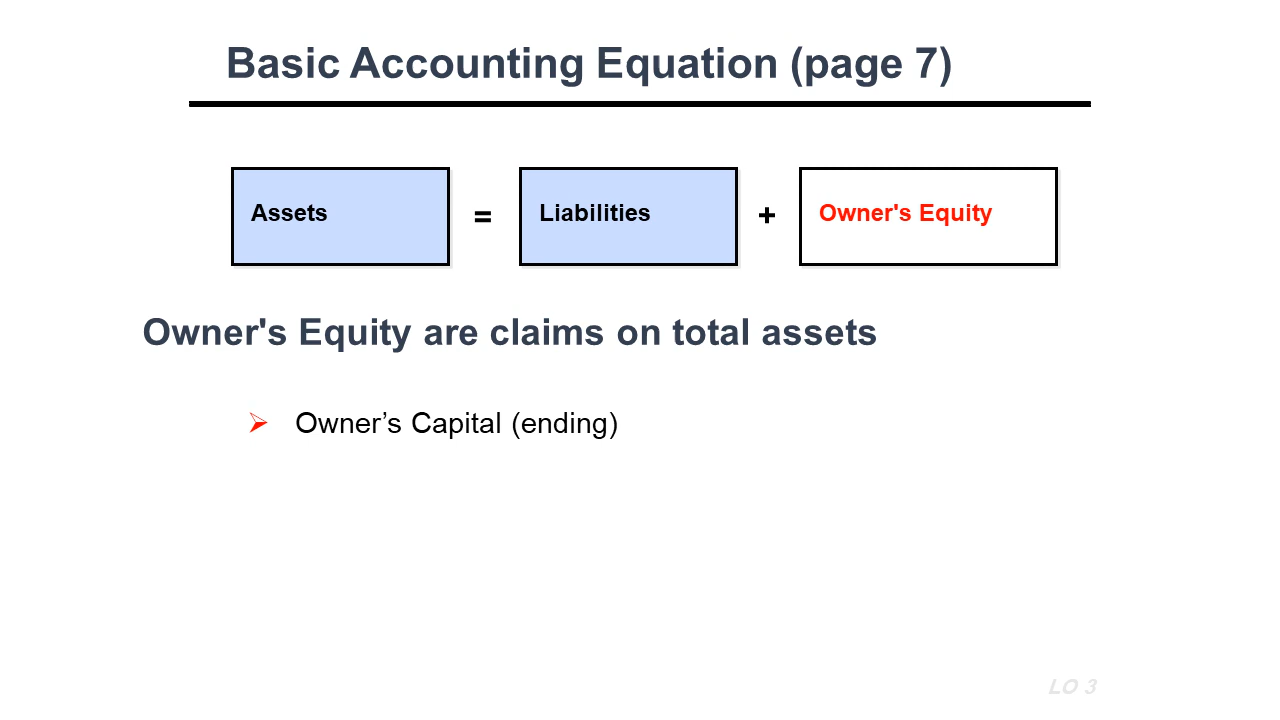 Basic Accounting Equation (page 7)
Assets = Liabilities + Owner's Equity
Owner's Equity are claims on total assets
Owner’s Capital (ending)
LO 3